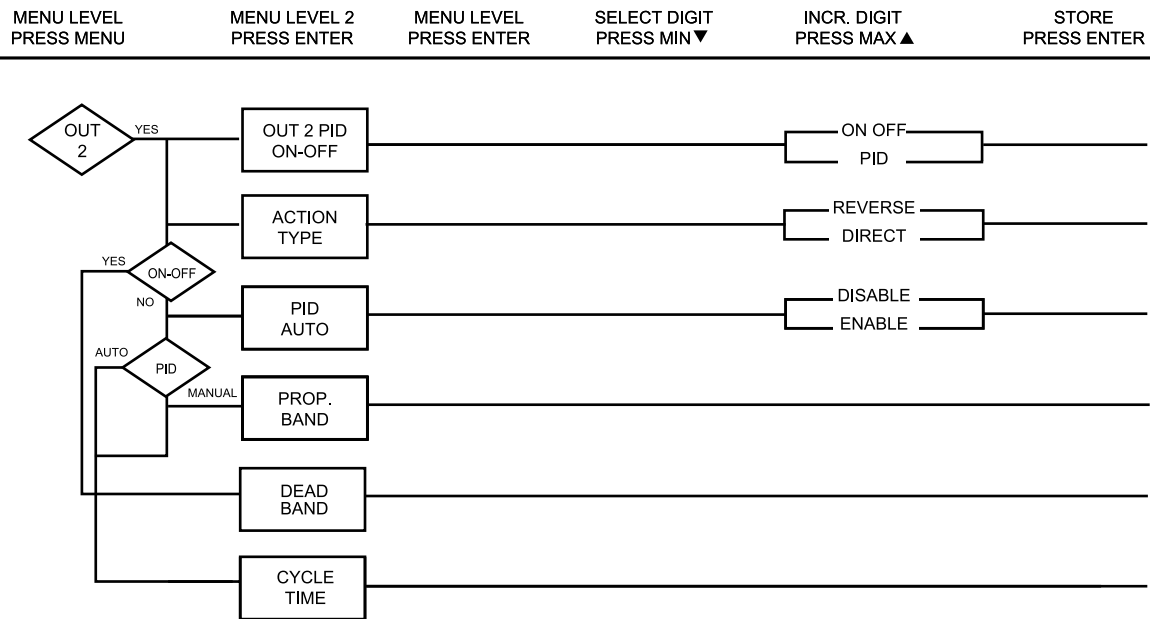 MENU LEVEL
PRESS MENU
MENU LEVEL 2
PRESS ENTER
MENU LEVEL
PRESS ENTER
SELECT DIGIT
PRESS MIN▼
INCR. DIGIT
PRESS MAX▲
STORE
PRESS ENTER
OUT
2
YES
OUT 2 PID
ON-OFF
ON OFF
PID
ACTION
TYPE
REVERSE
DIRECT
YES
ON-OFF
NO
PID
AUTO
DISABLE
ENABLE
AUTO
PID
MANUAL
PROP.
BAND
DEAD
BAND
CYCLE
TIME